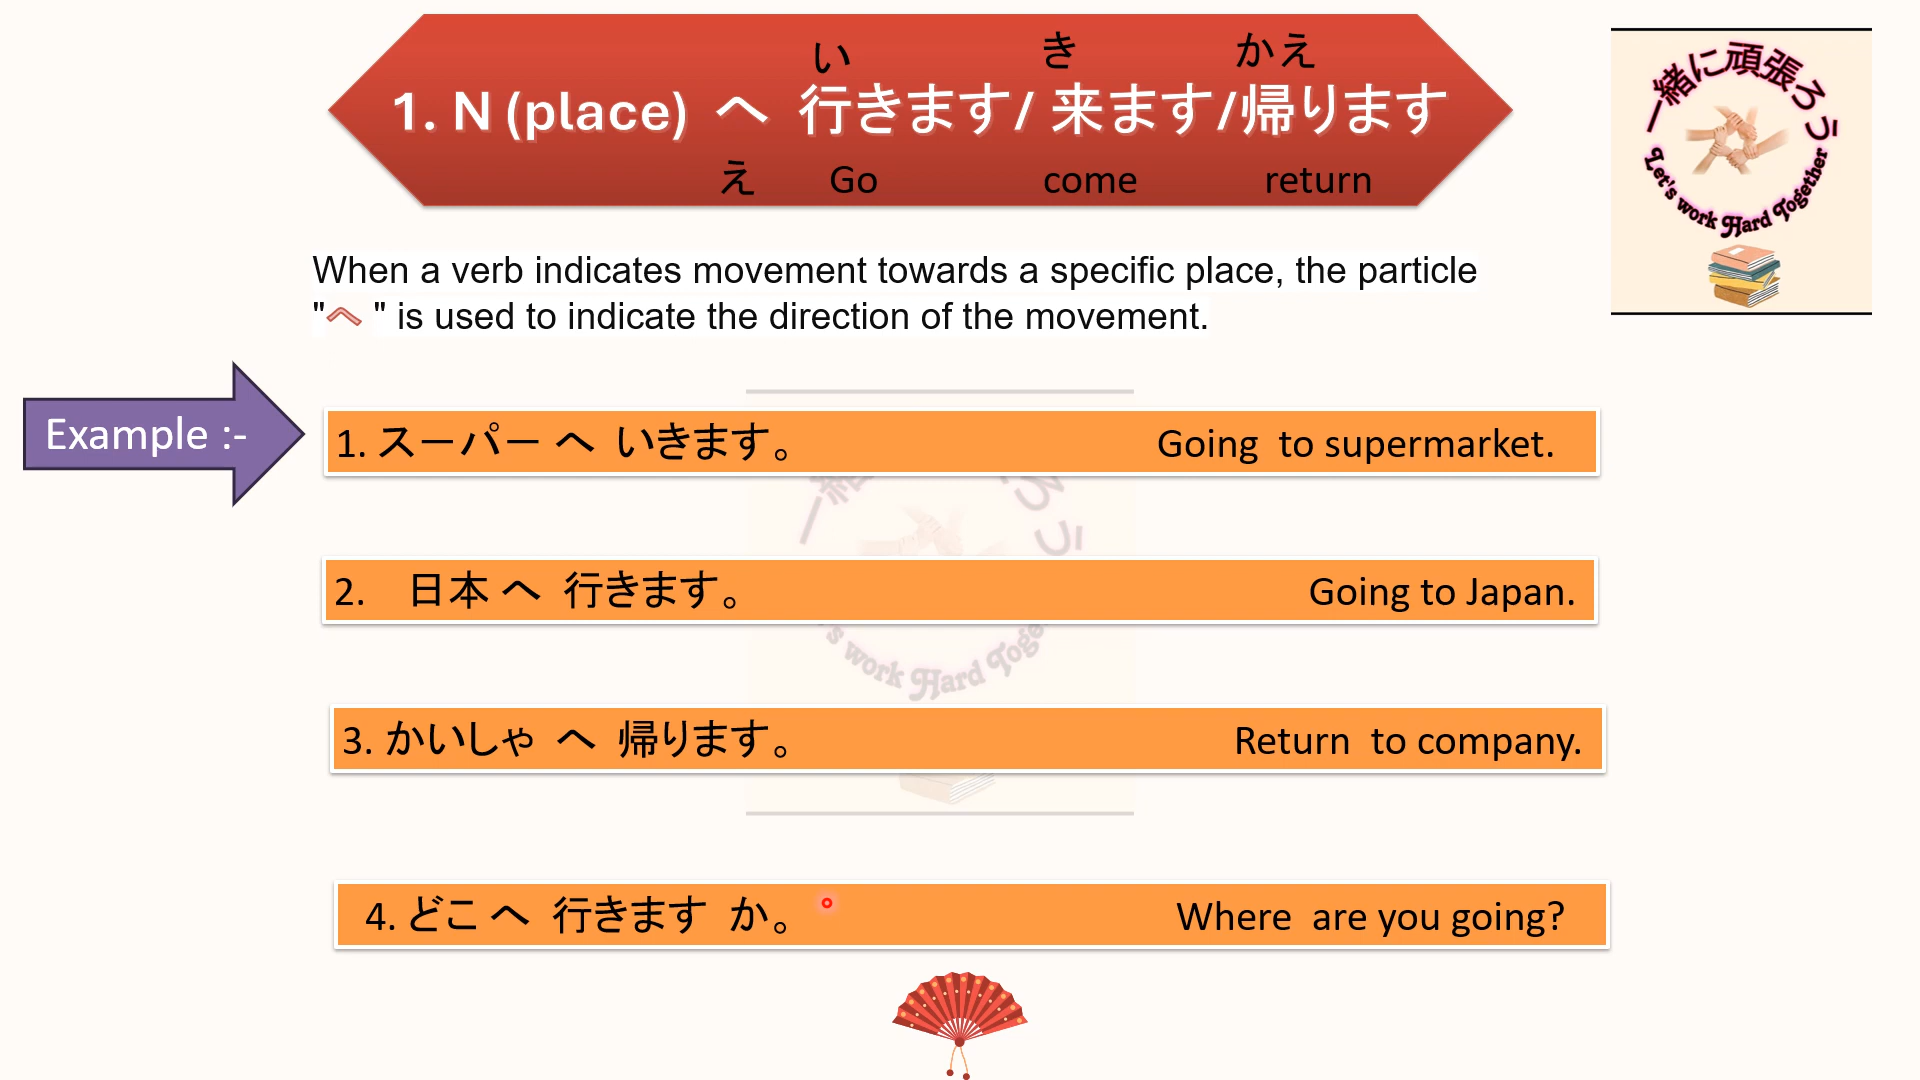 い き かえ
1. N (place) へ 行きます/ 来ます/帰ります
え Go come return
一緒に頑張ろう
Let's work Hard Together
When a verb indicates movement towards a specific place, the particle
"へ " is used to indicate the direction of the movement.
Example :-
1. スーパー へ いきます。 Going to supermarket.
2. 日本 へ 行きます。 Going to Japan.
3. かいしゃ へ 帰ります。 Return to company.
4. どこ へ 行きます か。 Where are you going?